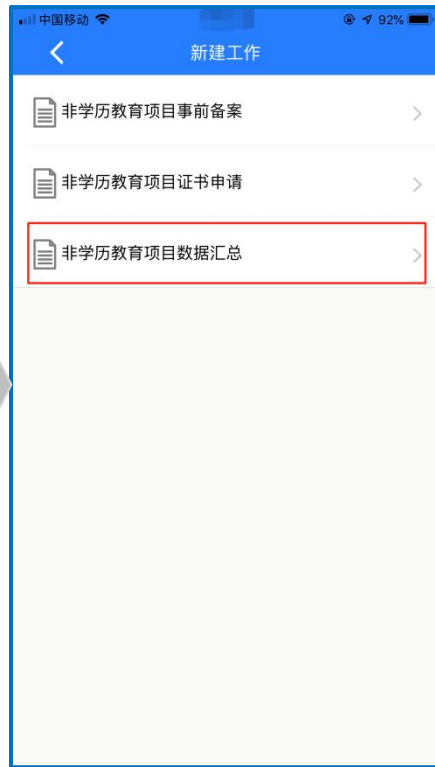 中国移动 92%
新建工作
非学历教育项目事前备案
非学历教育项目证书申请
非学历教育项目数据汇总